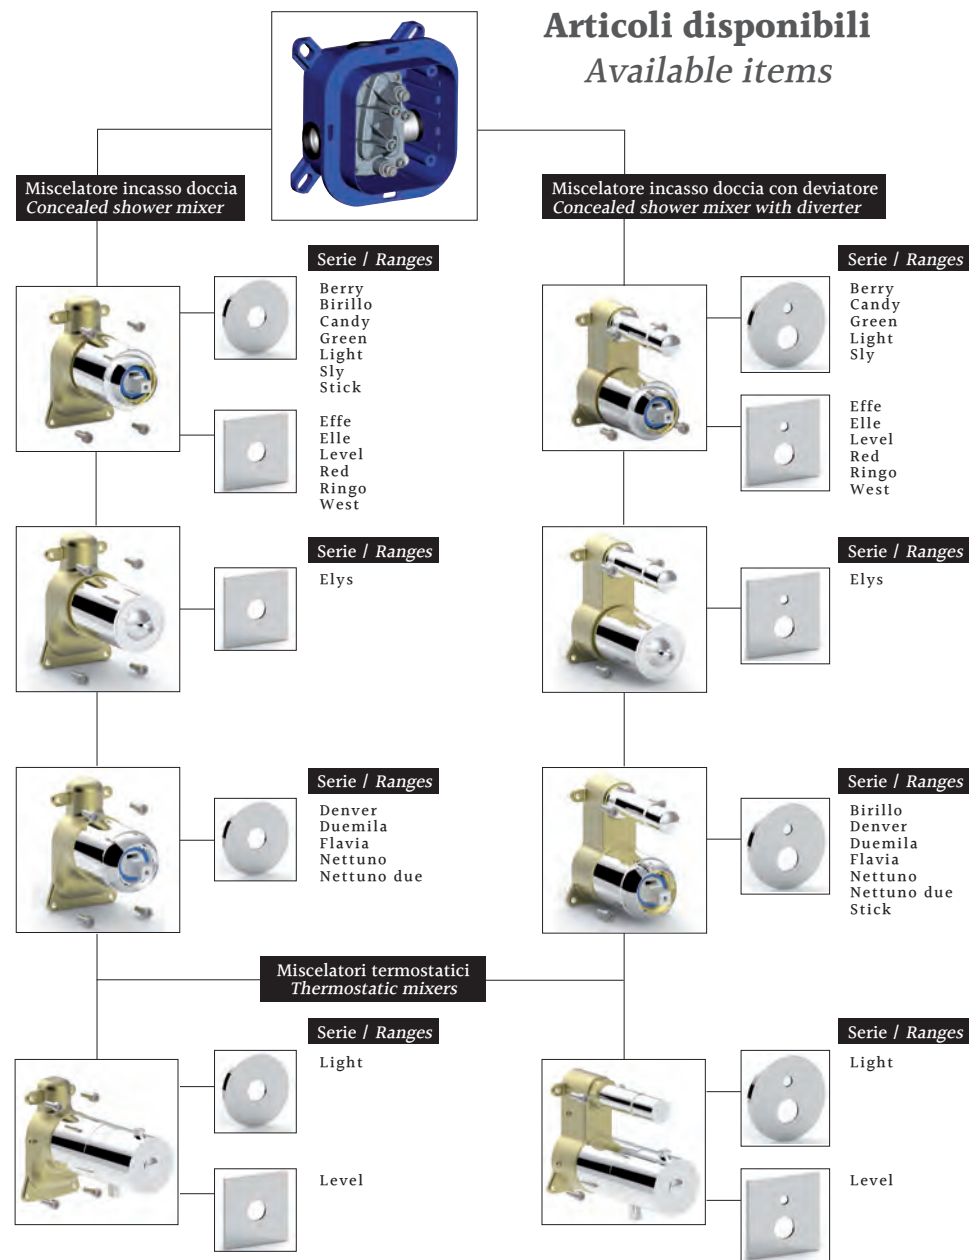 Articoli disponibili
Available items
Miscelatore incasso doccia
Concealed shower mixer
Serie / Ranges
Berry
Birillo
Candy
Green
Light
Sly
Stick
Effe
Elle
Level
Red
Ringo
West
Serie / Ranges
Elys
Serie / Ranges
Denver
Duemila
Flavia
Nettuno
Nettuno due
Miscelatore incasso doccia con deviatore
Concealed shower mixer with diverter
Serie / Ranges
Berry
Candy
Green
Light
Sly
Effe
Elle
Level
Red
Ringo
West
Serie / Ranges
Elys
Serie / Ranges
Birillo
Denver
Duemila
Flavia
Nettuno
Nettuno due
Stick
Miscelatori termostatici
Thermostatic mixers
Serie / Ranges
Light
Level
Serie / Ranges
Light
Level